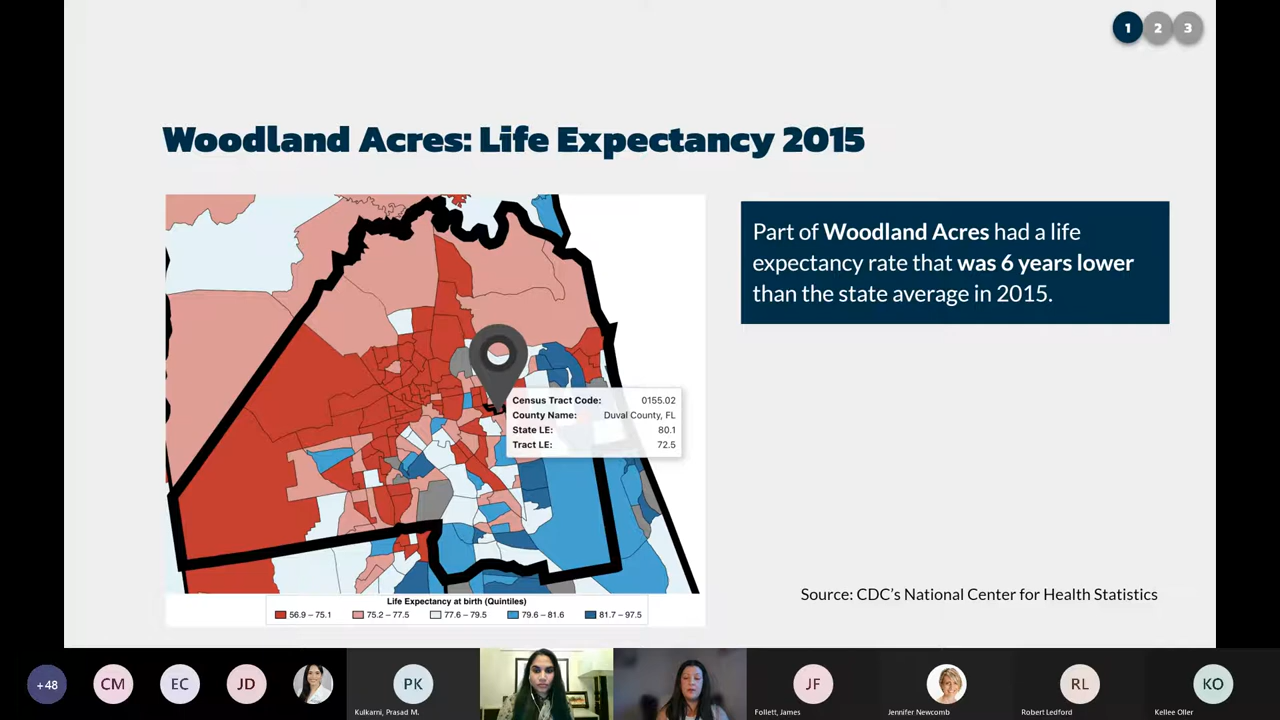 1 2 3
Woodland Acres: Life Expectancy 2015
Part of Woodland Acres had a life
expectancy rate that was 6 years lower
than the state average in 2015.
Census Tract Code: 0155.02
County Name: Duval County, FL
State LE: 80.1
Tract LE: 72.5
Source: CDC's National Center for Health Statistics
Life Expectancy at birth (Quintiles)
56.9 – 75.1 75.2 – 77.5 77.6 – 79.5 79.6 - 81.6 81.7 – 97.5
+48 CM EC JD PK JF RL KO
Kulkarni, Prasad M. Follett, James Jennifer Newcomb Robert Ledford Kellee Oller